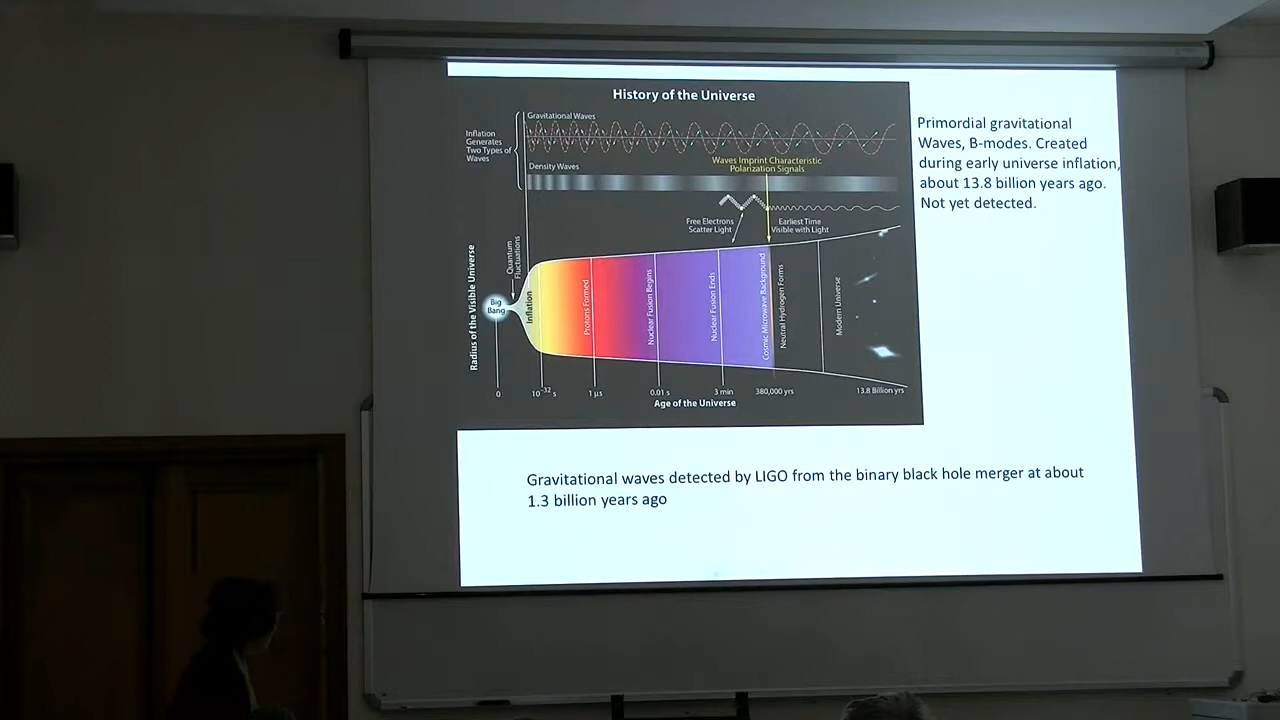 History of the Universe
Gravitational Waves
Inflation
Generates
Two Types of
Waves
Waves Imprint Characteristic
Polarization Signals
Density Waves
Free Electrons
Scatter Light
Earliest Time
Visible with Light
Radius of the Visible Universe
Quantum
Fluctuations
Big
Bang
Inflation
Protons Formed
Nuclear Fusion Begins
Nuclear Fusion Ends
Cosmic Microwave Background
Neutral Hydrogen Forms
Modern Universe
0
10⁻³² s
1 µs
0.01 s
3 min
380,000 yrs
13.8 Billion yrs
Age of the Universe
Primordial gravitational
Waves, B-modes. Created
during early universe inflation,
about 13.8 billion years ago.
Not yet detected.
Gravitational waves detected by LIGO from the binary black hole merger at about
1.3 billion years ago